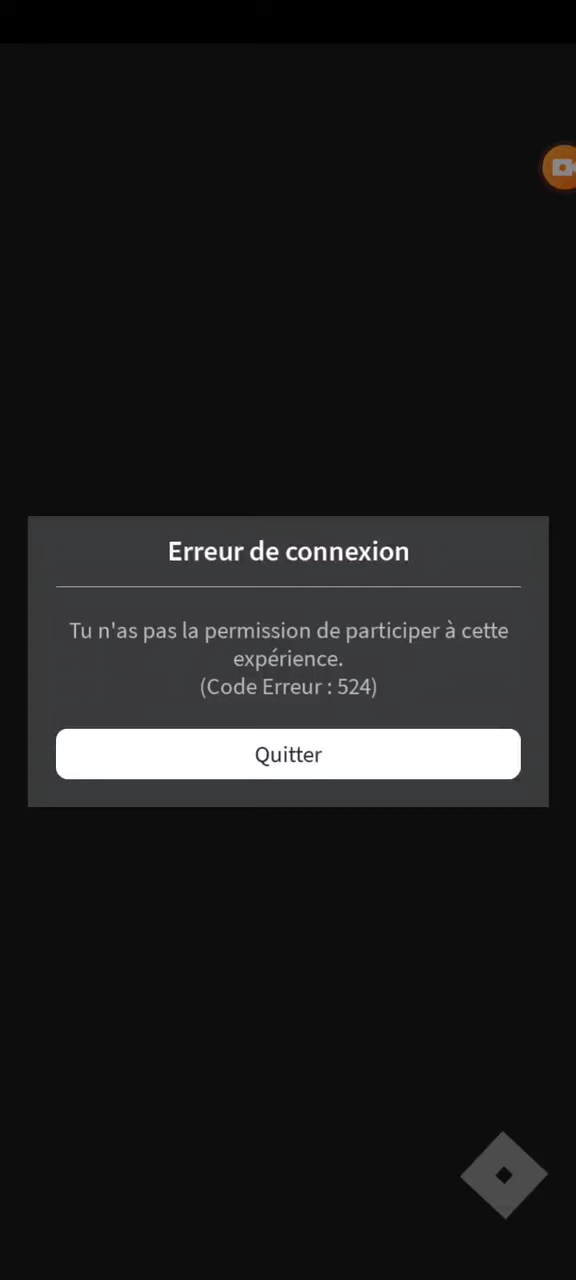 Erreur de connexion
Tu n'as pas la permission de participer à cette
expérience.
(Code Erreur : 524)
Quitter